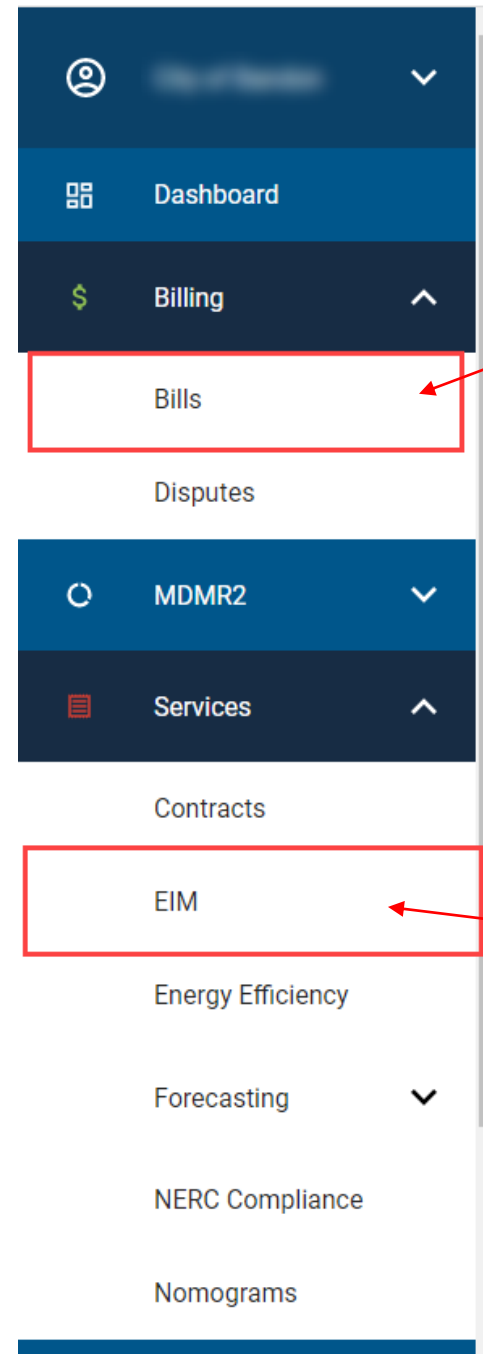 Dashboard
$ Billing
Bills
Disputes
MDMR2
Services
Contracts
EIM
Energy Efficiency
Forecasting
NERC Compliance
Nomograms